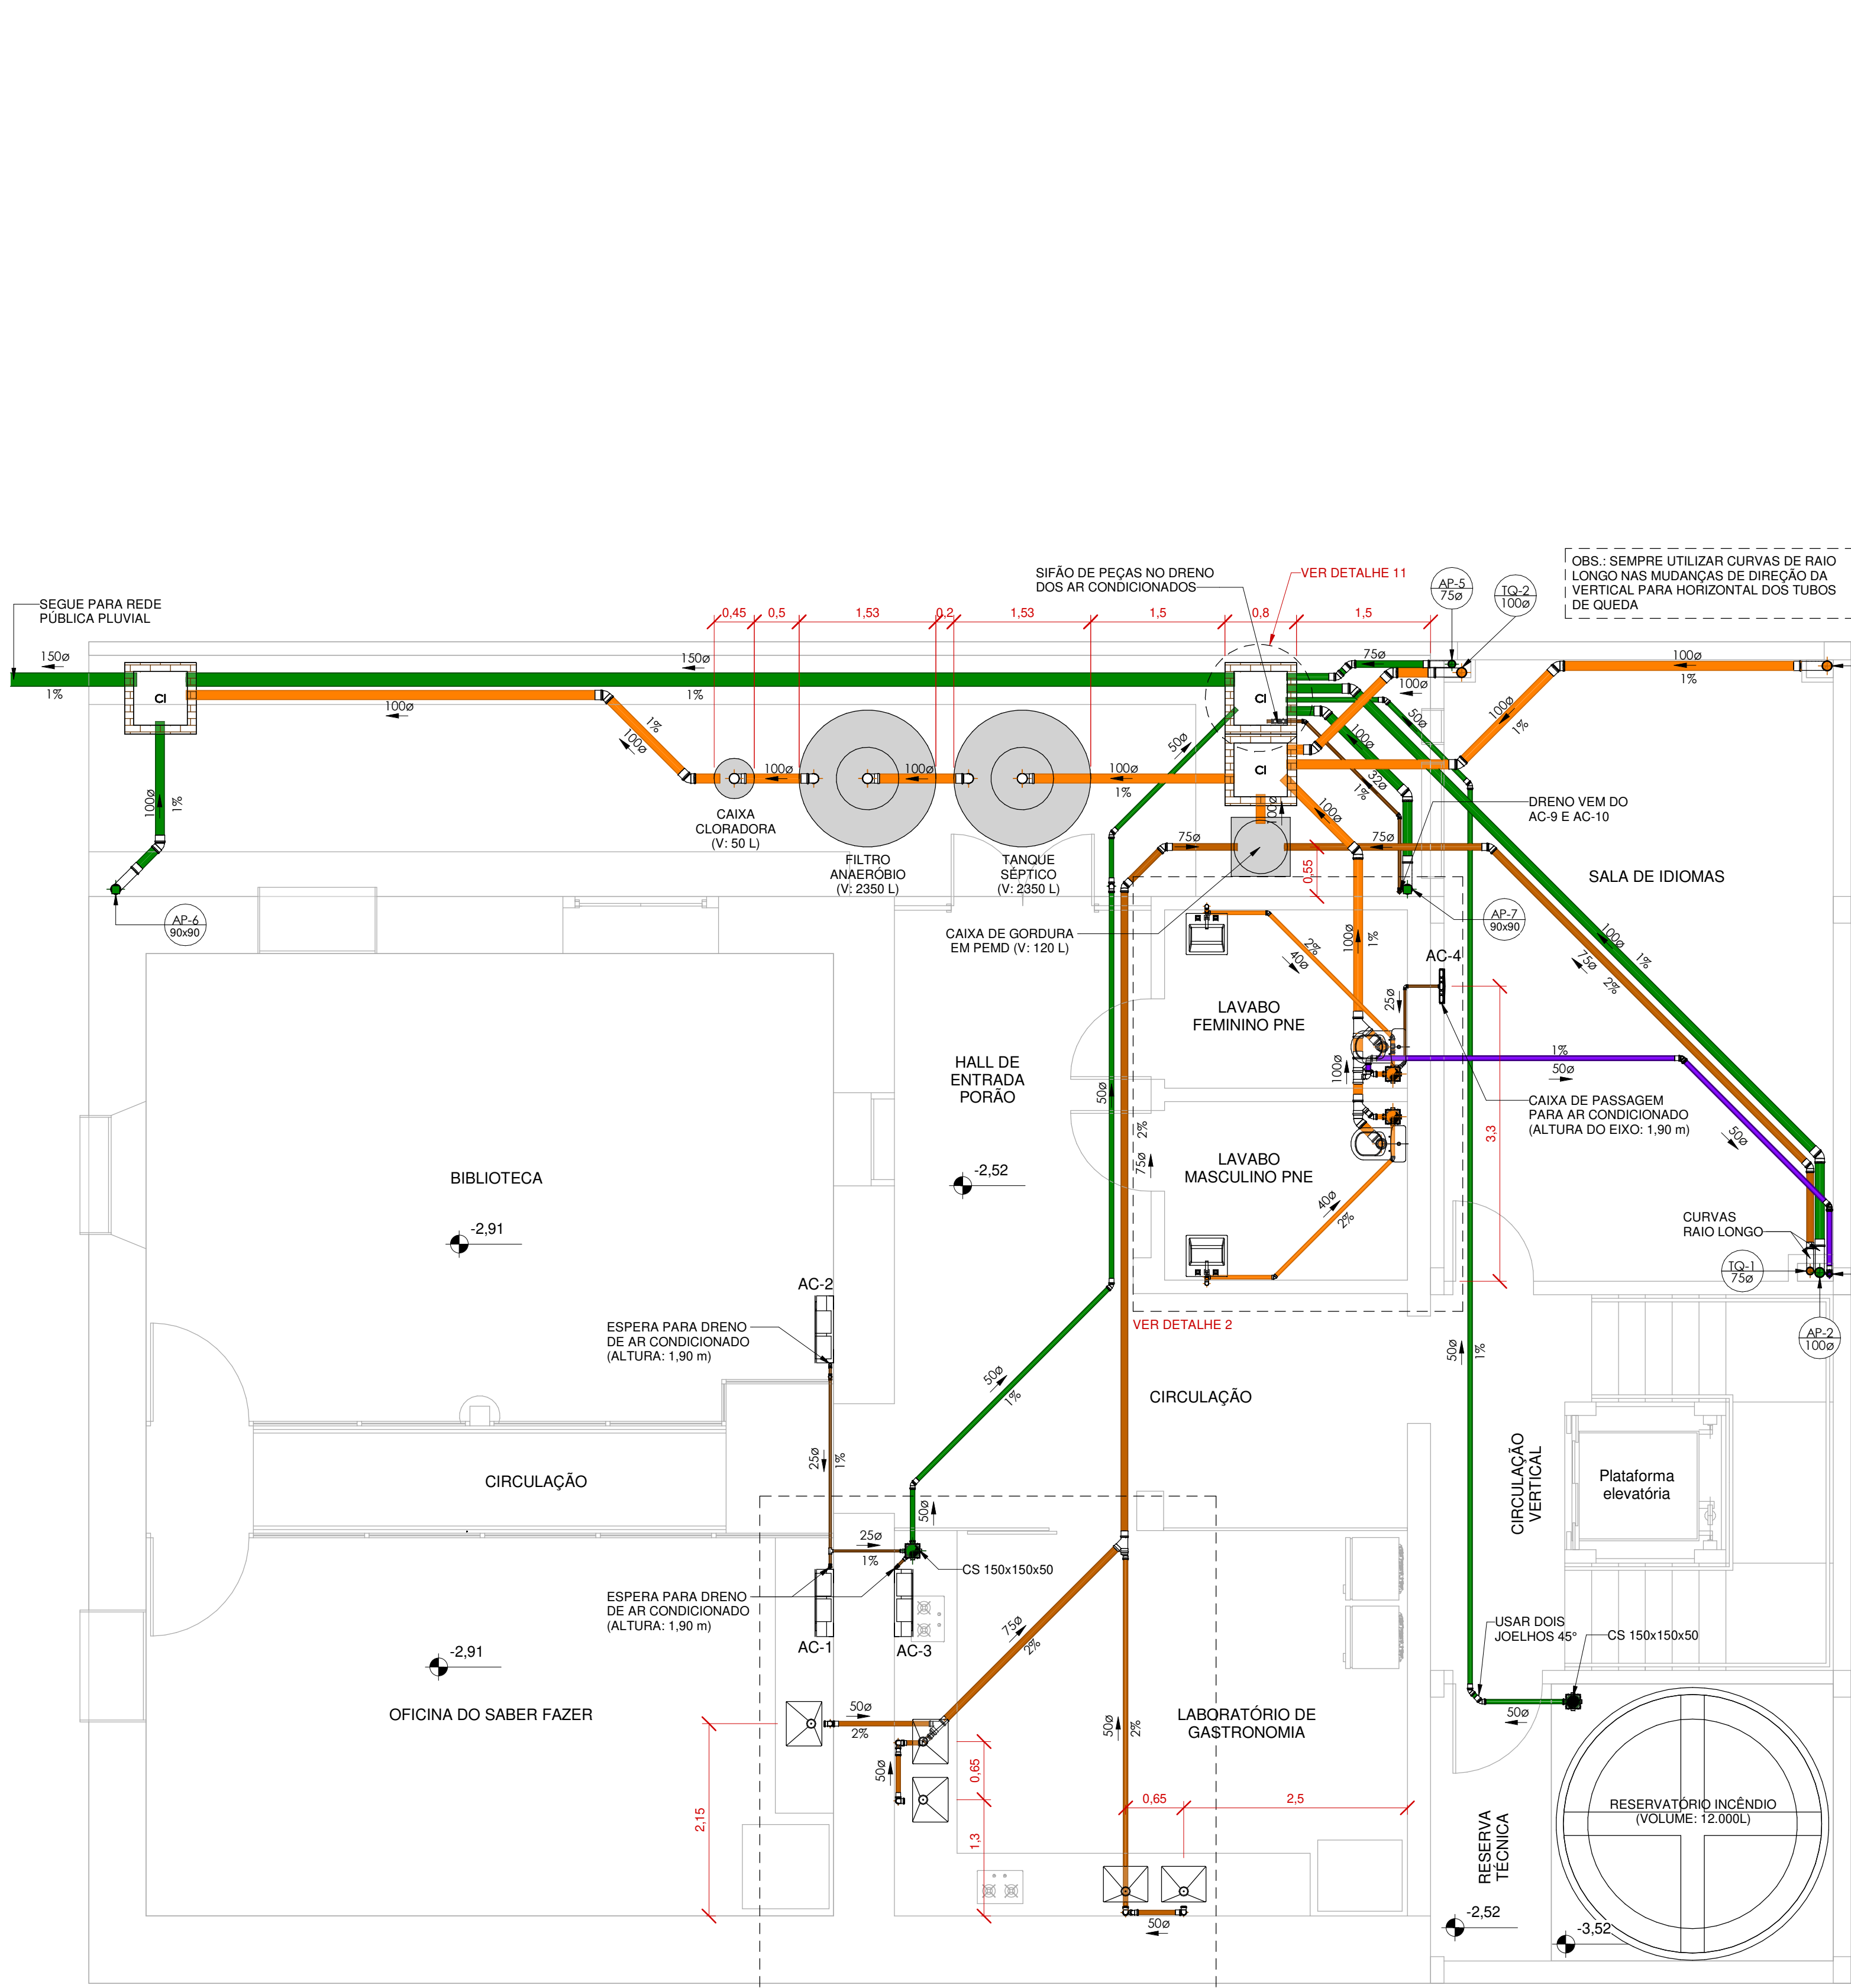 OBS.: SEMPRE UTILIZAR CURVAS DE RAIO
LONGO NAS MUDANÇAS DE DIREÇÃO DA
VERTICAL PARA HORIZONTAL DOS TUBOS
DE QUEDA
SIFÃO DE PEÇAS NO DRENO
DOS AR CONDICIONADOS
VER DETALHE 11
AP-5
75ø
TQ-2
100ø
SEGUE PARA REDE
PÚBLICA PLUVIAL
0,45
0,5
1,53
0,2
1,53
1,5
0,8
1,5
150ø
1%
150ø
1%
75ø
100ø
1%
100ø
CI
CI
CI
100ø
1%
100ø
100ø
1%
50ø
100ø
50ø
100ø
100ø
100ø
1%
32ø
1%
100ø
1%
100ø
100ø
CAIXA
CLORADORA
(V: 50 L)
FILTRO
ANAERÓBIO
(V: 2350 L)
TANQUE
SÉPTICO
(V: 2350 L)
75ø
75ø
0,55
DRENO VEM DO
AC-9 E AC-10
SALA DE IDIOMAS
AP-6
90x90
AP-7
90x90
CAIXA DE GORDURA
EM PEMD (V: 120 L)
100ø
1%
2%
40ø
AC-4
25ø
100ø
1%
75ø
2%
LAVABO
FEMININO PNE
HALL DE
ENTRADA
PORÃO
50ø
100ø
1%
50ø
CAIXA DE PASSAGEM
PARA AR CONDICIONADO
(ALTURA DO EIXO: 1,90 m)
3,3
50ø
75ø
2%
LAVABO
MASCULINO PNE
BIBLIOTECA
-2,52
-2,91
40ø
2%
CURVAS
RAIO LONGO
TQ-1
75ø
AP-2
100ø
AC-2
ESPERA PARA DRENO
DE AR CONDICIONADO
(ALTURA: 1,90 m)
VER DETALHE 2
50ø
1%
50ø
1%
CIRCULAÇÃO
25ø
1%
CIRCULAÇÃO
CIRCULAÇÃO
VERTICAL
Plataforma
elevatória
50ø
25ø
1%
CS 150x150x50
ESPERA PARA DRENO
DE AR CONDICIONADO
(ALTURA: 1,90 m)
AC-1
AC-3
75ø
2%
USAR DOIS
JOELHOS 45°
CS 150x150x50
-2,91
OFICINA DO SABER FAZER
50ø
2%
50ø
2%
LABORATÓRIO DE
GASTRONOMIA
50ø
50ø
0,65
2,15
1,3
0,65
2,5
RESERVATÓRIO INCÊNDIO
(VOLUME: 12.000L)
RESERVA
TÉCNICA
50ø
-2,52
-3,52